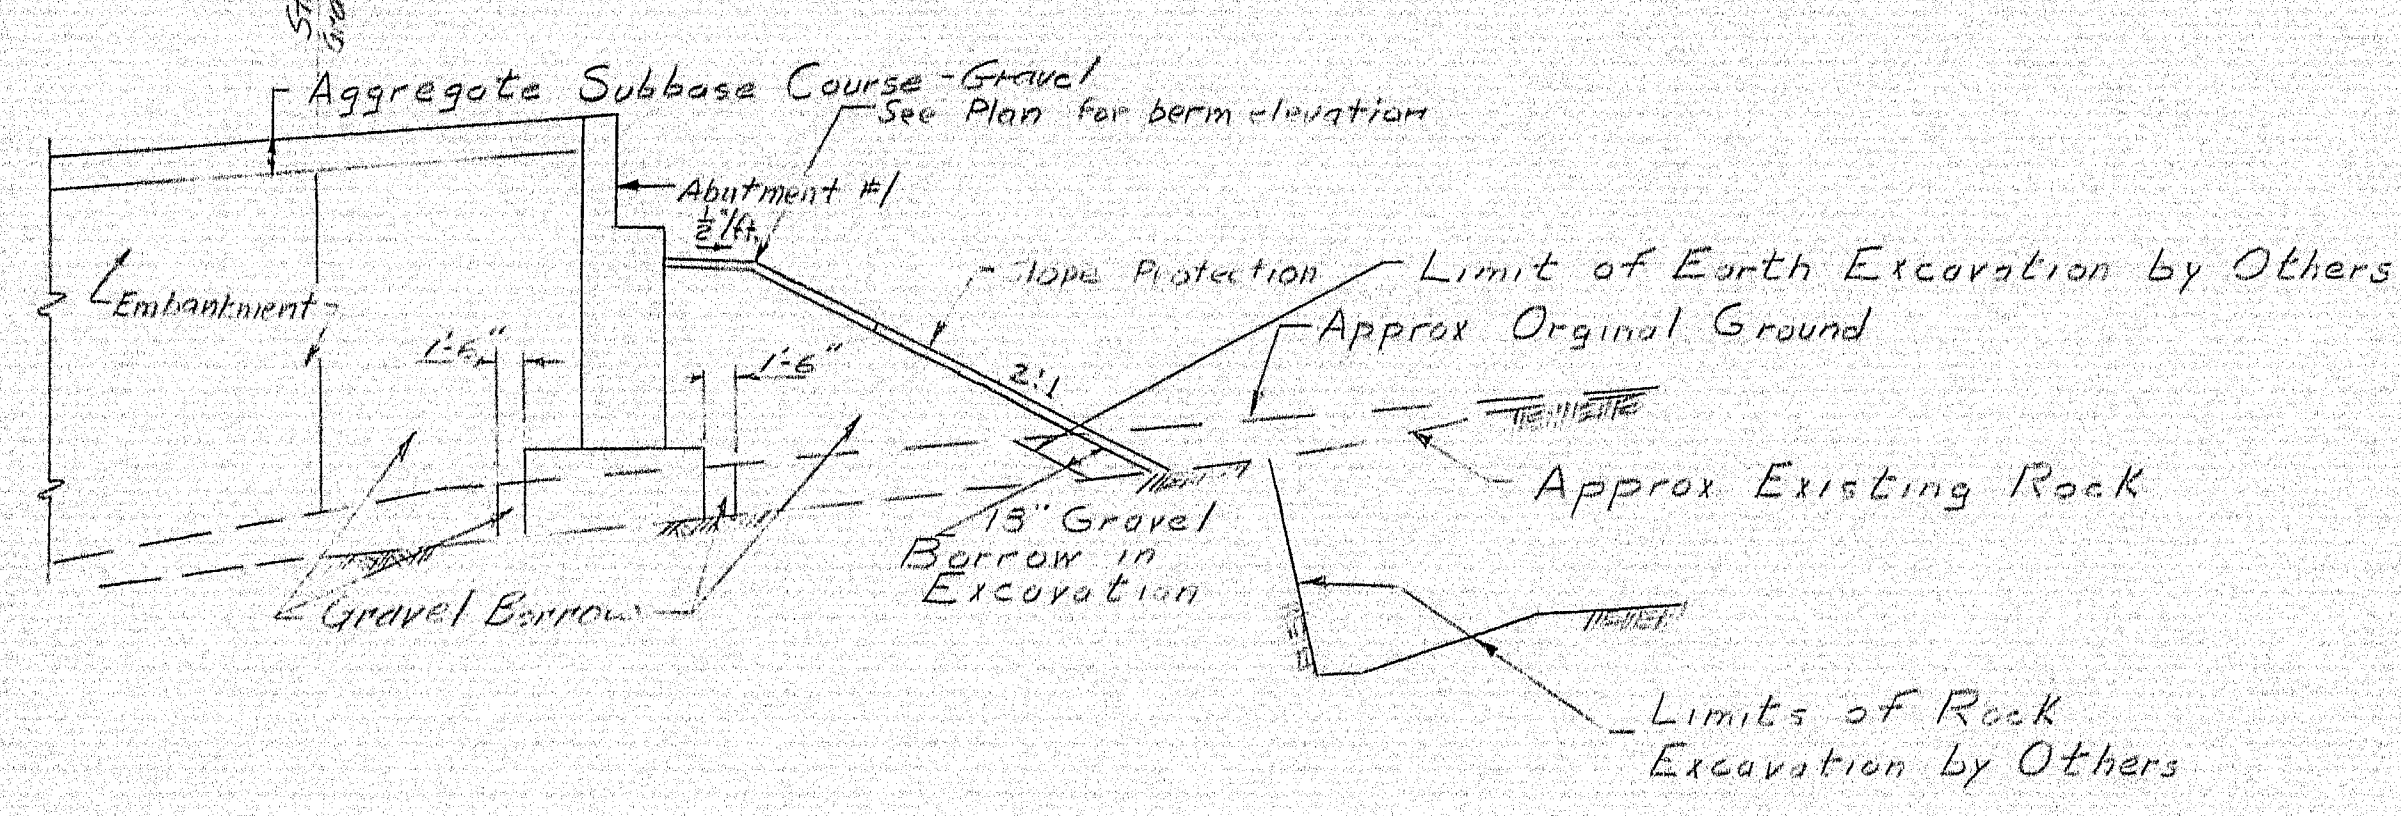 Aggregate Subbase Course - Gravel
See Plan for berm elevation
Abutment #1
1/2"/ft.
Slope Protection
Limit of Earth Excavation by Others
Approx Orginal Ground
Embankment
1'-6"
1'-6"
2:1
Approx Existing Rock
18" Gravel
Borrow in
Excavation
Gravel Borrow
Limits of Rock
Excavation by Others